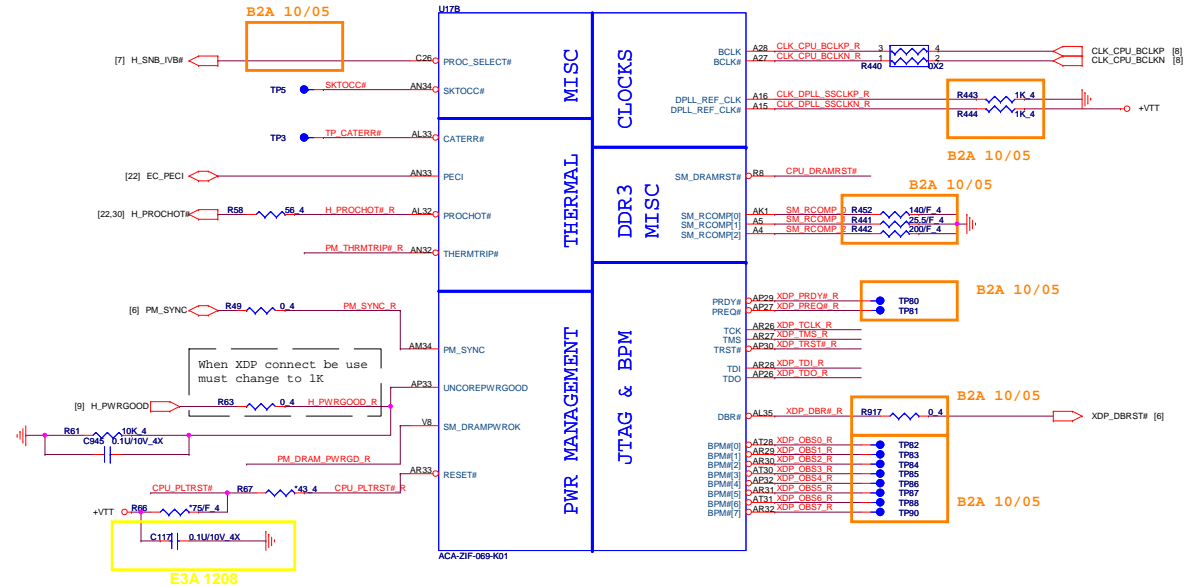 B2A 10/05
U17B
[7] H_SNB_IVB#
C26
PROC_SELECT#
MISC
TP5
SKTOCC#
AN34
SKTOCC#
TP3
TP_CATERR#
AL33
CATERR#
[22] EC_PECI
AN33
PECI
THERMAL
[22,30] H_PROCHOT#
R58
56_4
H_PROCHOT#_R
AL32
PROCHOT#
PM_THRMTRIP#_R
AN32
THERMTRIP#
[6] PM_SYNC
R49
0_4
PM_SYNC_R
AM34
PM_SYNC
When XDP connect be use
must change to 1K
AP33
UNCOREPWRGOOD
[9] H_PWRGOOD
R63
0_4
H_PWRGOOD_R
PWR MANAGEMENT
R61
10K_4
C945
0.1U/10V_4X
V8
SM_DRAMPWROK
PM_DRAM_PWRGD_R
AR33
RESET#
CPU_PLTRST#
R67
*43_4
CPU_PLTRST#_R
+VTT
R66
*75/F_4
C117
0.1U/10V_4X
E3A 1208
ACA-ZIF-069-K01
CLOCKS
BCLK
BCLK#
A28
A27
CLK_CPU_BCLKP_R
CLK_CPU_BCLKN_R
3
4
1
2
R440
0X2
CLK_CPU_BCLKP [8]
CLK_CPU_BCLKN [8]
DPLL_REF_CLK
DPLL_REF_CLK#
A16
A15
CLK_DPLL_SSCLKP_R
CLK_DPLL_SSCLKN_R
R443
1K_4
R444
1K_4
+VTT
B2A 10/05
DDR3
MISC
SM_DRAMRST#
R8
CPU_DRAMRST#
B2A 10/05
SM_RCOMP[0]
SM_RCOMP[1]
SM_RCOMP[2]
AK1
A5
A4
SM_RCOMP_0
SM_RCOMP_1
SM_RCOMP_2
R452
140/F_4
R441
25.5/F_4
R442
200/F_4
JTAG & BPM
PRDY#
PREQ#
AP29
AP27
XDP_PRDY#_R
XDP_PREQ#_R
TP80
TP81
B2A 10/05
TCK
TMS
TRST#
AR26
AR27
AP30
XDP_TCLK_R
XDP_TMS_R
XDP_TRST#_R
TDI
TDO
AR28
AP26
XDP_TDI_R
XDP_TDO_R
DBR#
AL35
XDP_DBR#_R
R917
0_4
XDP_DBRST# [6]
BPM#[0]
BPM#[1]
BPM#[2]
BPM#[3]
BPM#[4]
BPM#[5]
BPM#[6]
BPM#[7]
AT28
AR29
AR30
AT30
AP32
AR31
AT31
AR32
XDP_OBS0_R
XDP_OBS1_R
XDP_OBS2_R
XDP_OBS3_R
XDP_OBS4_R
XDP_OBS5_R
XDP_OBS6_R
XDP_OBS7_R
TP82
TP83
TP84
TP85
TP86
TP87
TP88
TP90
B2A 10/05